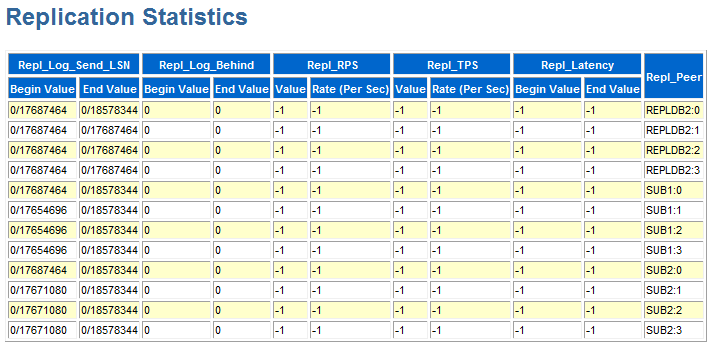 Replication Statistics
Repl_Log_Send_LSN Repl_Log_Behind Repl_RPS Repl_TPS Repl_Latency Repl_Peer
Begin Value End Value Begin Value End Value Value Rate (Per Sec) Value Rate (Per Sec) Begin Value End Value
0/17687464 0/18578344 0 0 -1 -1 -1 -1 -1 -1 REPLDB2:0
0/17687464 0/17687464 0 0 -1 -1 -1 -1 -1 -1 REPLDB2:1
0/17687464 0/17687464 0 0 -1 -1 -1 -1 -1 -1 REPLDB2:2
0/17687464 0/17687464 0 0 -1 -1 -1 -1 -1 -1 REPLDB2:3
0/17687464 0/18578344 0 0 -1 -1 -1 -1 -1 -1 SUB1:0
0/17654696 0/18578344 0 0 -1 -1 -1 -1 -1 -1 SUB1:1
0/17654696 0/18578344 0 0 -1 -1 -1 -1 -1 -1 SUB1:2
0/17654696 0/18578344 0 0 -1 -1 -1 -1 -1 -1 SUB1:3
0/17687464 0/18578344 0 0 -1 -1 -1 -1 -1 -1 SUB2:0
0/17671080 0/18578344 0 0 -1 -1 -1 -1 -1 -1 SUB2:1
0/17671080 0/18578344 0 0 -1 -1 -1 -1 -1 -1 SUB2:2
0/17671080 0/18578344 0 0 -1 -1 -1 -1 -1 -1 SUB2:3